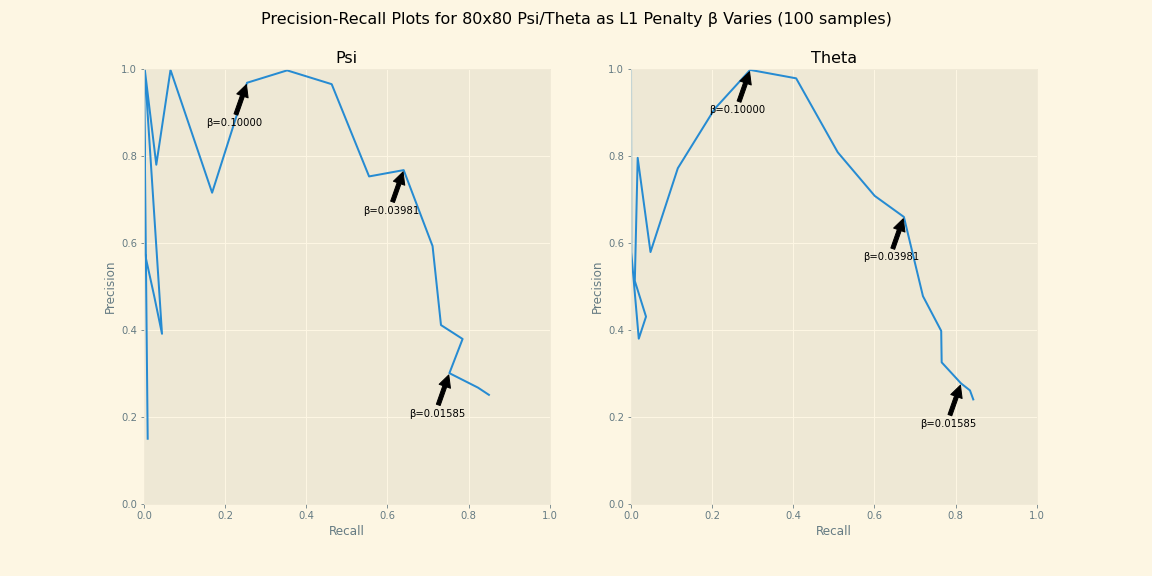 Precision-Recall Plots for 80x80 Psi/Theta as L1 Penalty β Varies (100 samples)
Psi
1.0
0.8
0.6
0.4
0.2
0.0
Precision
β=0.10000
β=0.03981
β=0.01585
0.0 0.2 0.4 0.6 0.8 1.0
Recall
Theta
1.0
0.8
0.6
0.4
0.2
0.0
Precision
β=0.10000
β=0.03981
β=0.01585
0.0 0.2 0.4 0.6 0.8 1.0
Recall